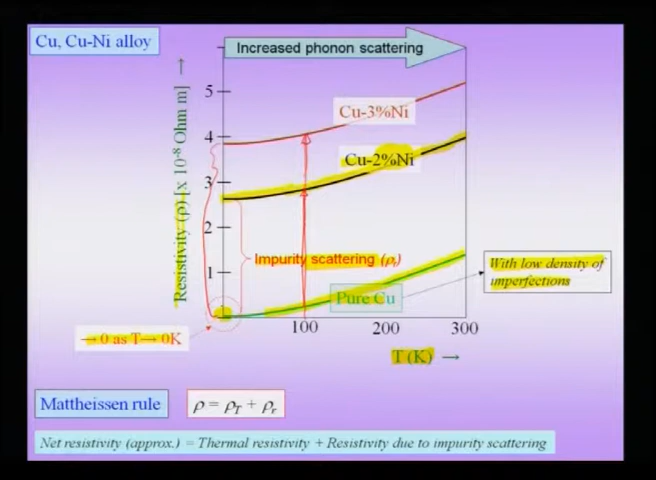 Cu, Cu-Ni alloy
Increased phonon scattering
Resistivity (ρ) [x 10⁻⁸ Ohm m] →
5
4
3
2
1
Cu-3%Ni
Cu-2%Ni
Impurity scattering (ρᵣ)
Pure Cu
With low density of
imperfections
100
200
300
→ 0 as T→ 0K
T (K) →
Mattheissen rule
ρ = ρ_T + ρᵣ
Net resistivity (approx.) = Thermal resistivity + Resistivity due to impurity scattering